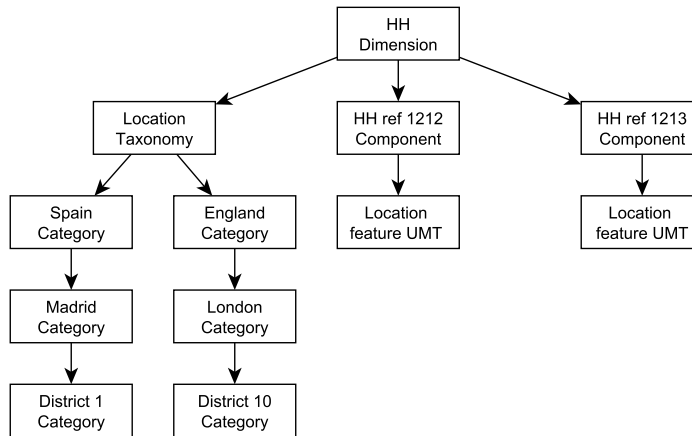 HH
Dimension
Location
Taxonomy
HH ref 1212
Component
HH ref 1213
Component
Spain
Category
England
Category
Location
feature UMT
Location
feature UMT
Madrid
Category
London
Category
District 1
Category
District 10
Category